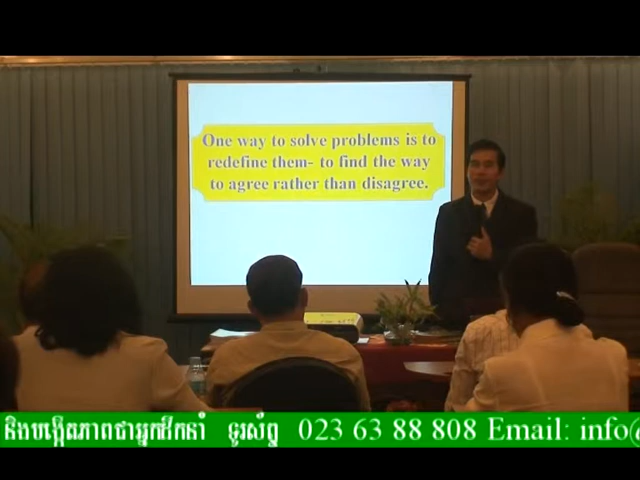 One way to solve problems is to
redefine them- to find the way
to agree rather than disagree.
និងបង្កើតភាពជាអ្នកដឹកនាំ ទូរស័ព្ទ 023 63 88 808 Email: info@